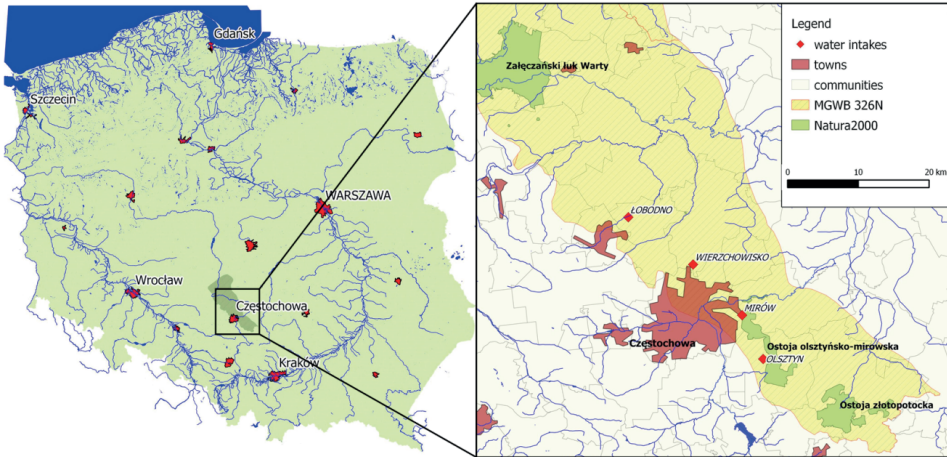 Gdańsk
Szczecin
WARSZAWA
Wrocław
Częstochowa
Kraków
Załęczański łuk Warty
ŁOBODNO
WIERZCHOWISKO
MIRÓW
Częstochowa
Ostoja olsztyńsko-mirowska
OLSZTYN
Ostoja złotopotocka
Legend
water intakes
towns
communities
MGWB 326N
Natura2000
0 10 20 km